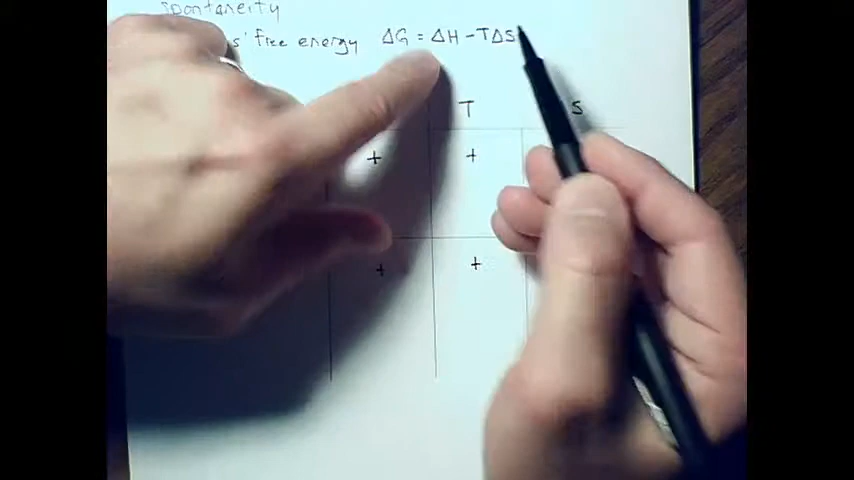 spontaneity
s' free energy ΔG = ΔH - TΔS
T S
+ +
+ +